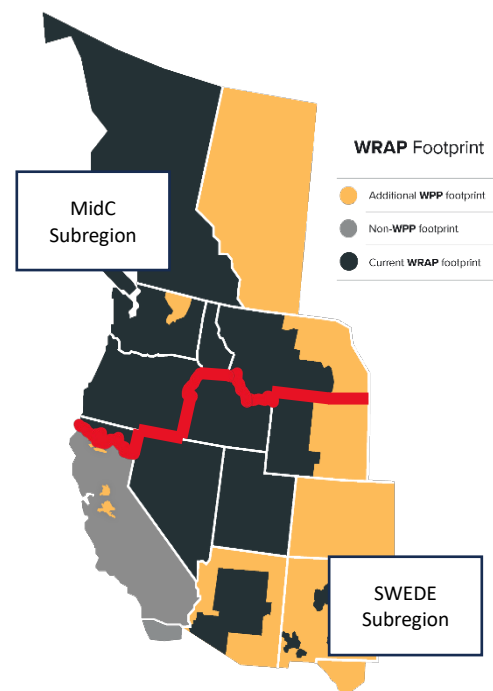 WRAP Footprint
Additional WPP footprint
Non-WPP footprint
Current WRAP footprint
MidC
Subregion
SWEDE
Subregion